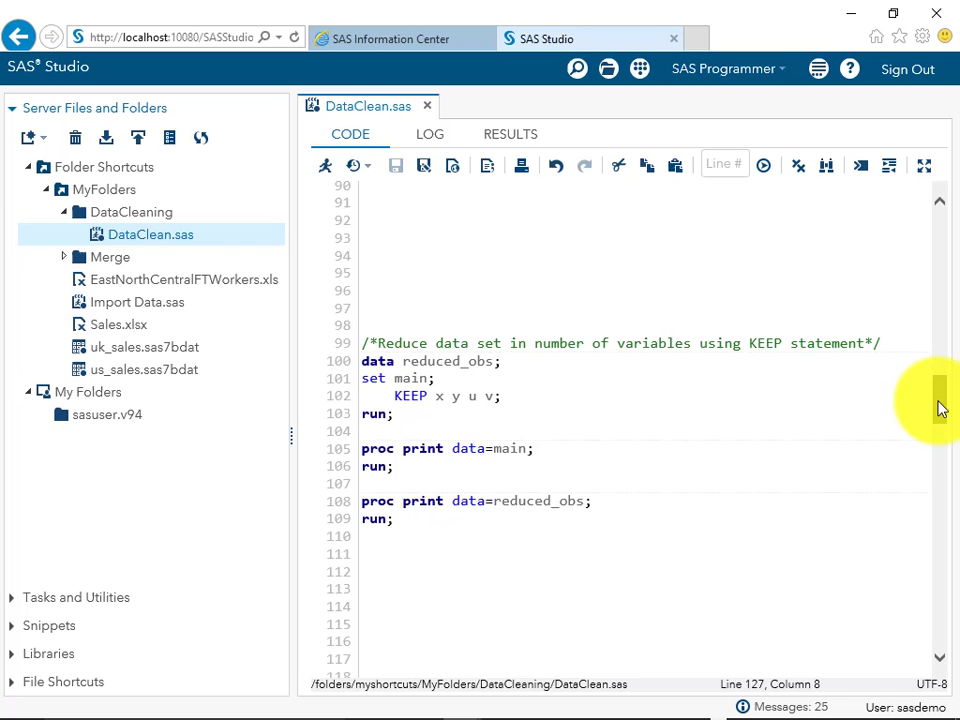 http://localhost:10080/SASStudio
SAS Information Center
SAS Studio
SAS® Studio
SAS Programmer
Sign Out
Server Files and Folders
Folder Shortcuts
MyFolders
DataCleaning
DataClean.sas
Merge
EastNorthCentralFTWorkers.xls
Import Data.sas
Sales.xlsx
uk_sales.sas7bdat
us_sales.sas7bdat
My Folders
sasuser.v94
Tasks and Utilities
Snippets
Libraries
File Shortcuts
DataClean.sas
CODE LOG RESULTS
Line #
90
91
92
93
94
95
96
97
98
99 /*Reduce data set in number of variables using KEEP statement*/
100 data reduced_obs;
101 set main;
102 KEEP x y u v;
103 run;
104
105 proc print data=main;
106 run;
107
108 proc print data=reduced_obs;
109 run;
110
111
112
113
114
115
116
117
118
/folders/myshortcuts/MyFolders/DataCleaning/DataClean.sas Line 127, Column 8 UTF-8
Messages: 25 User: sasdemo